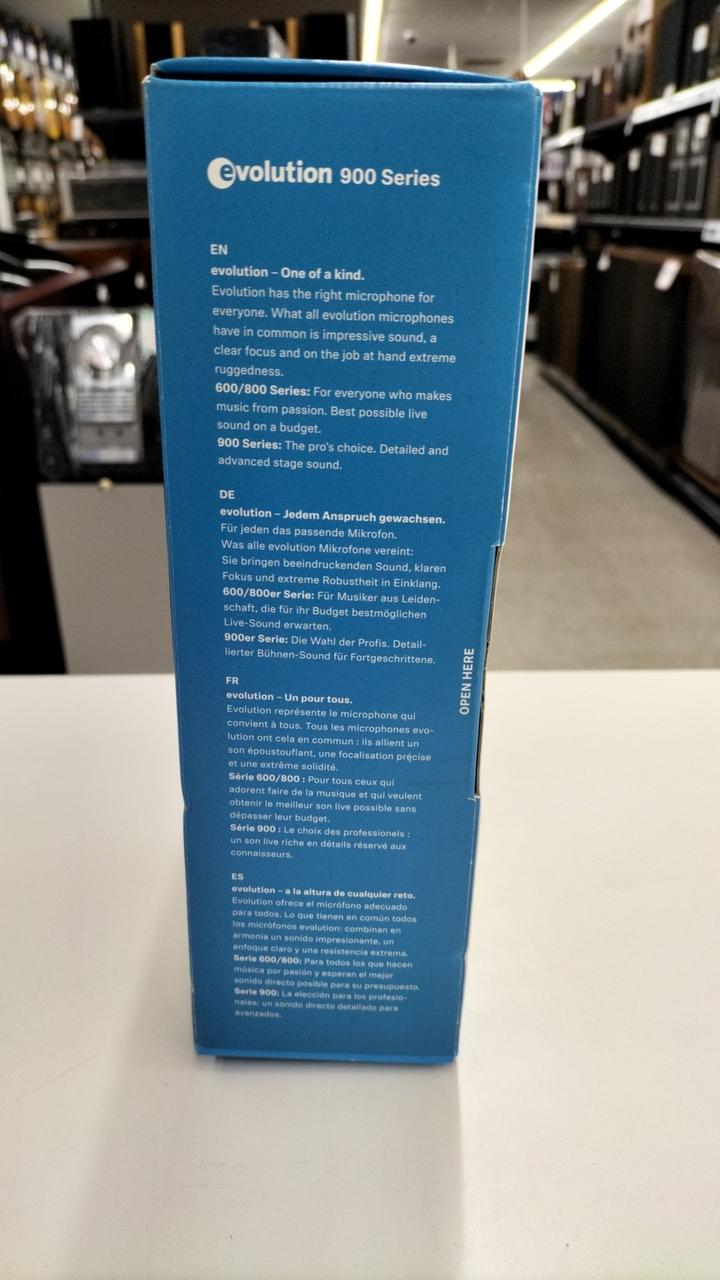 evolution 900 Series
EN
evolution – One of a kind.
Evolution has the right microphone for
everyone. What all evolution microphones
have in common is impressive sound, a
clear focus and on the job at hand extreme
ruggedness.
600/800 Series: For everyone who makes
music from passion. Best possible live
sound on a budget.
900 Series: The pro's choice. Detailed and
advanced stage sound.
DE
evolution – Jedem Anspruch gewachsen.
Für jeden das passende Mikrofon.
Was alle evolution Mikrofone vereint:
Sie bringen beeindruckenden Sound, klaren
Fokus und extreme Robustheit in Einklang.
600/800er Serie: Für Musiker aus Leiden-
schaft, die für ihr Budget bestmöglichen
Live-Sound erwarten.
900er Serie: Die Wahl der Profis. Detail-
lierter Bühnen-Sound für Fortgeschrittene.
OPEN HERE
FR
evolution – Un pour tous.
Evolution représente le microphone qui
convient à tous. Tous les microphones evo-
lution ont cela en commun : ils allient un
son époustouflant, une focalisation précise
et une extrême solidité.
Série 600/800 : Pour tous ceux qui
adorent faire de la musique et qui veulent
obtenir le meilleur son live possible sans
dépasser leur budget.
Série 900 : Le choix des professionels :
un son live riche en détails réservé aux
connaisseurs.
ES
evolution – a la altura de cualquier reto.
Evolution ofrece el micrófono adecuado
para todos. Lo que tienen en común todos
los micrófonos evolution: combinan en
armonía un sonido impresionante, un
enfoque claro y una resistencia extrema.
Serie 600/800: Para todos los que hacen
música por pasión y esperan el mejor
sonido directo posible para su presupuesto.
Serie 900: La elección para los profesio-
nales: un sonido directo detallado para
avanzados.